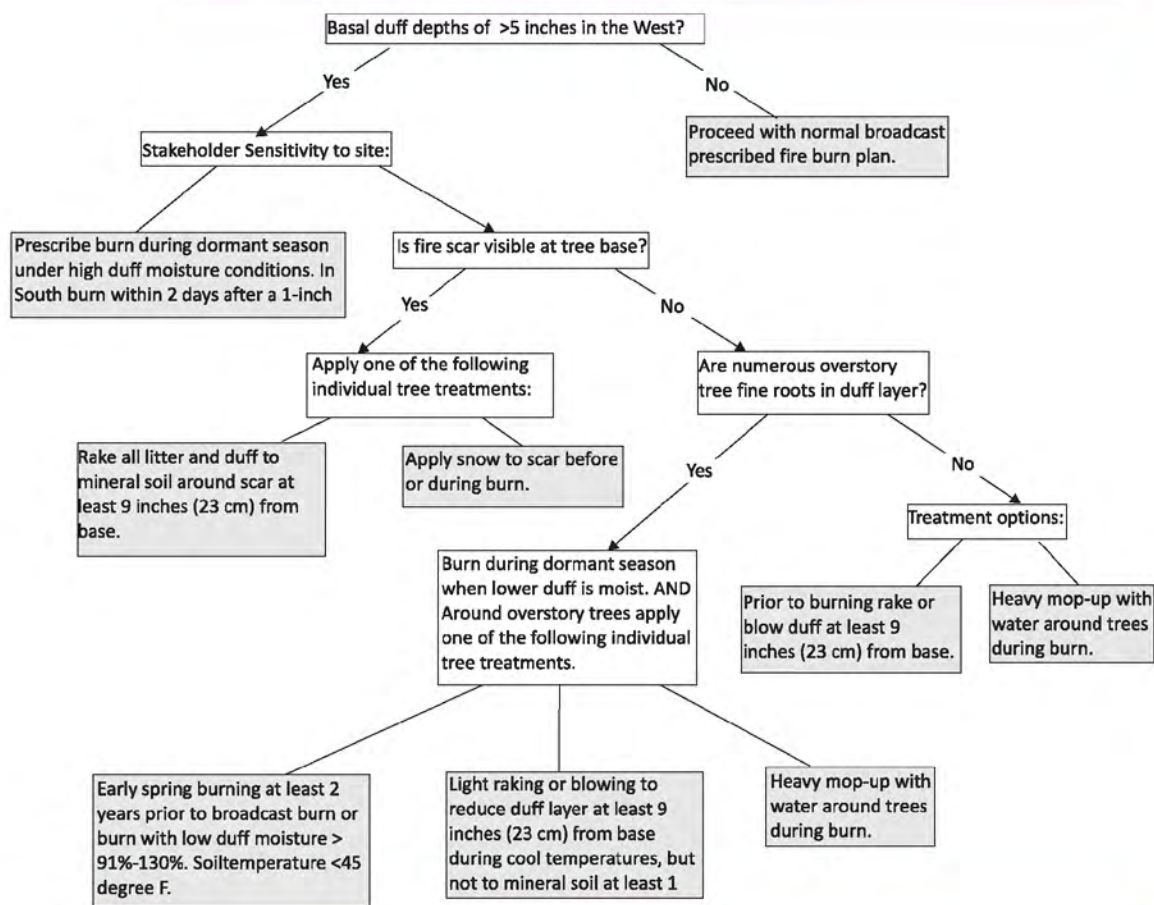 Basal duff depths of >5 inches in the West?
Yes
No
Stakeholder Sensitivity to site:
Proceed with normal broadcast
prescribed fire burn plan.
Prescribe burn during dormant season
under high duff moisture conditions. In
South burn within 2 days after a 1-inch
Is fire scar visible at tree base?
Yes
No
Apply one of the following
individual tree treatments:
Are numerous overstory
tree fine roots in duff layer?
Rake all litter and duff to
mineral soil around scar at
least 9 inches (23 cm) from
base.
Apply snow to scar before
or during burn.
Yes
No
Treatment options:
Burn during dormant season
when lower duff is moist. AND
Around overstory trees apply
one of the following individual
tree treatments.
Prior to burning rake or
blow duff at least 9
inches (23 cm) from base.
Heavy mop-up with
water around trees
during burn.
Early spring burning at least 2
years prior to broadcast burn or
burn with low duff moisture >
91%-130%. Soiltemperature <45
degree F.
Light raking or blowing to
reduce duff layer at least 9
inches (23 cm) from base
during cool temperatures, but
not to mineral soil at least 1
Heavy mop-up with
water around trees
during burn.